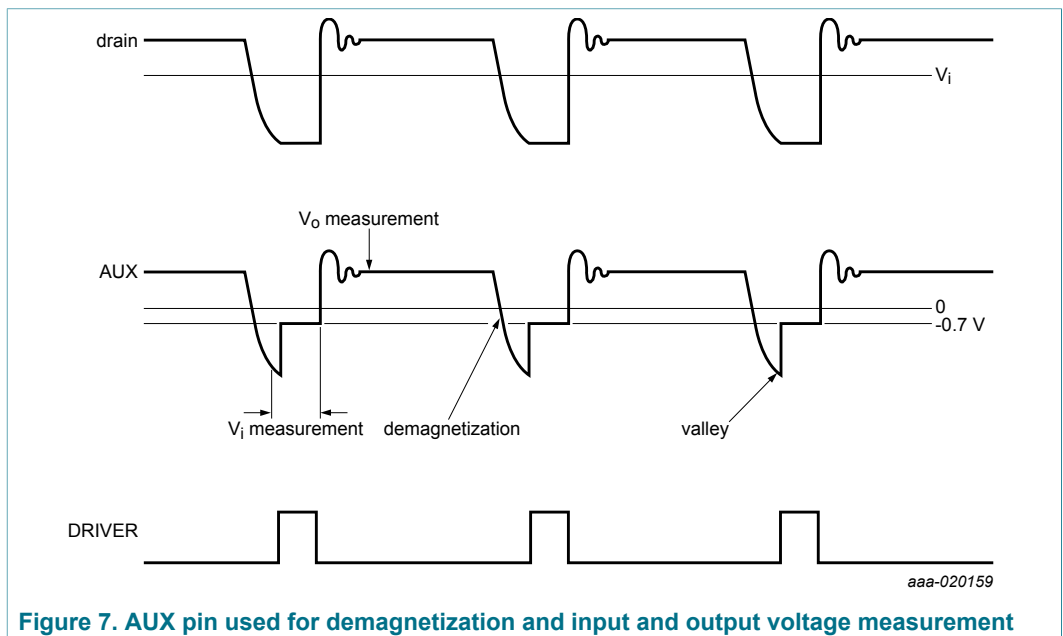 drain
Vi
Vo measurement
AUX
0
-0.7 V
Vi measurement
demagnetization
valley
DRIVER
aaa-020159
Figure 7. AUX pin used for demagnetization and input and output voltage measurement